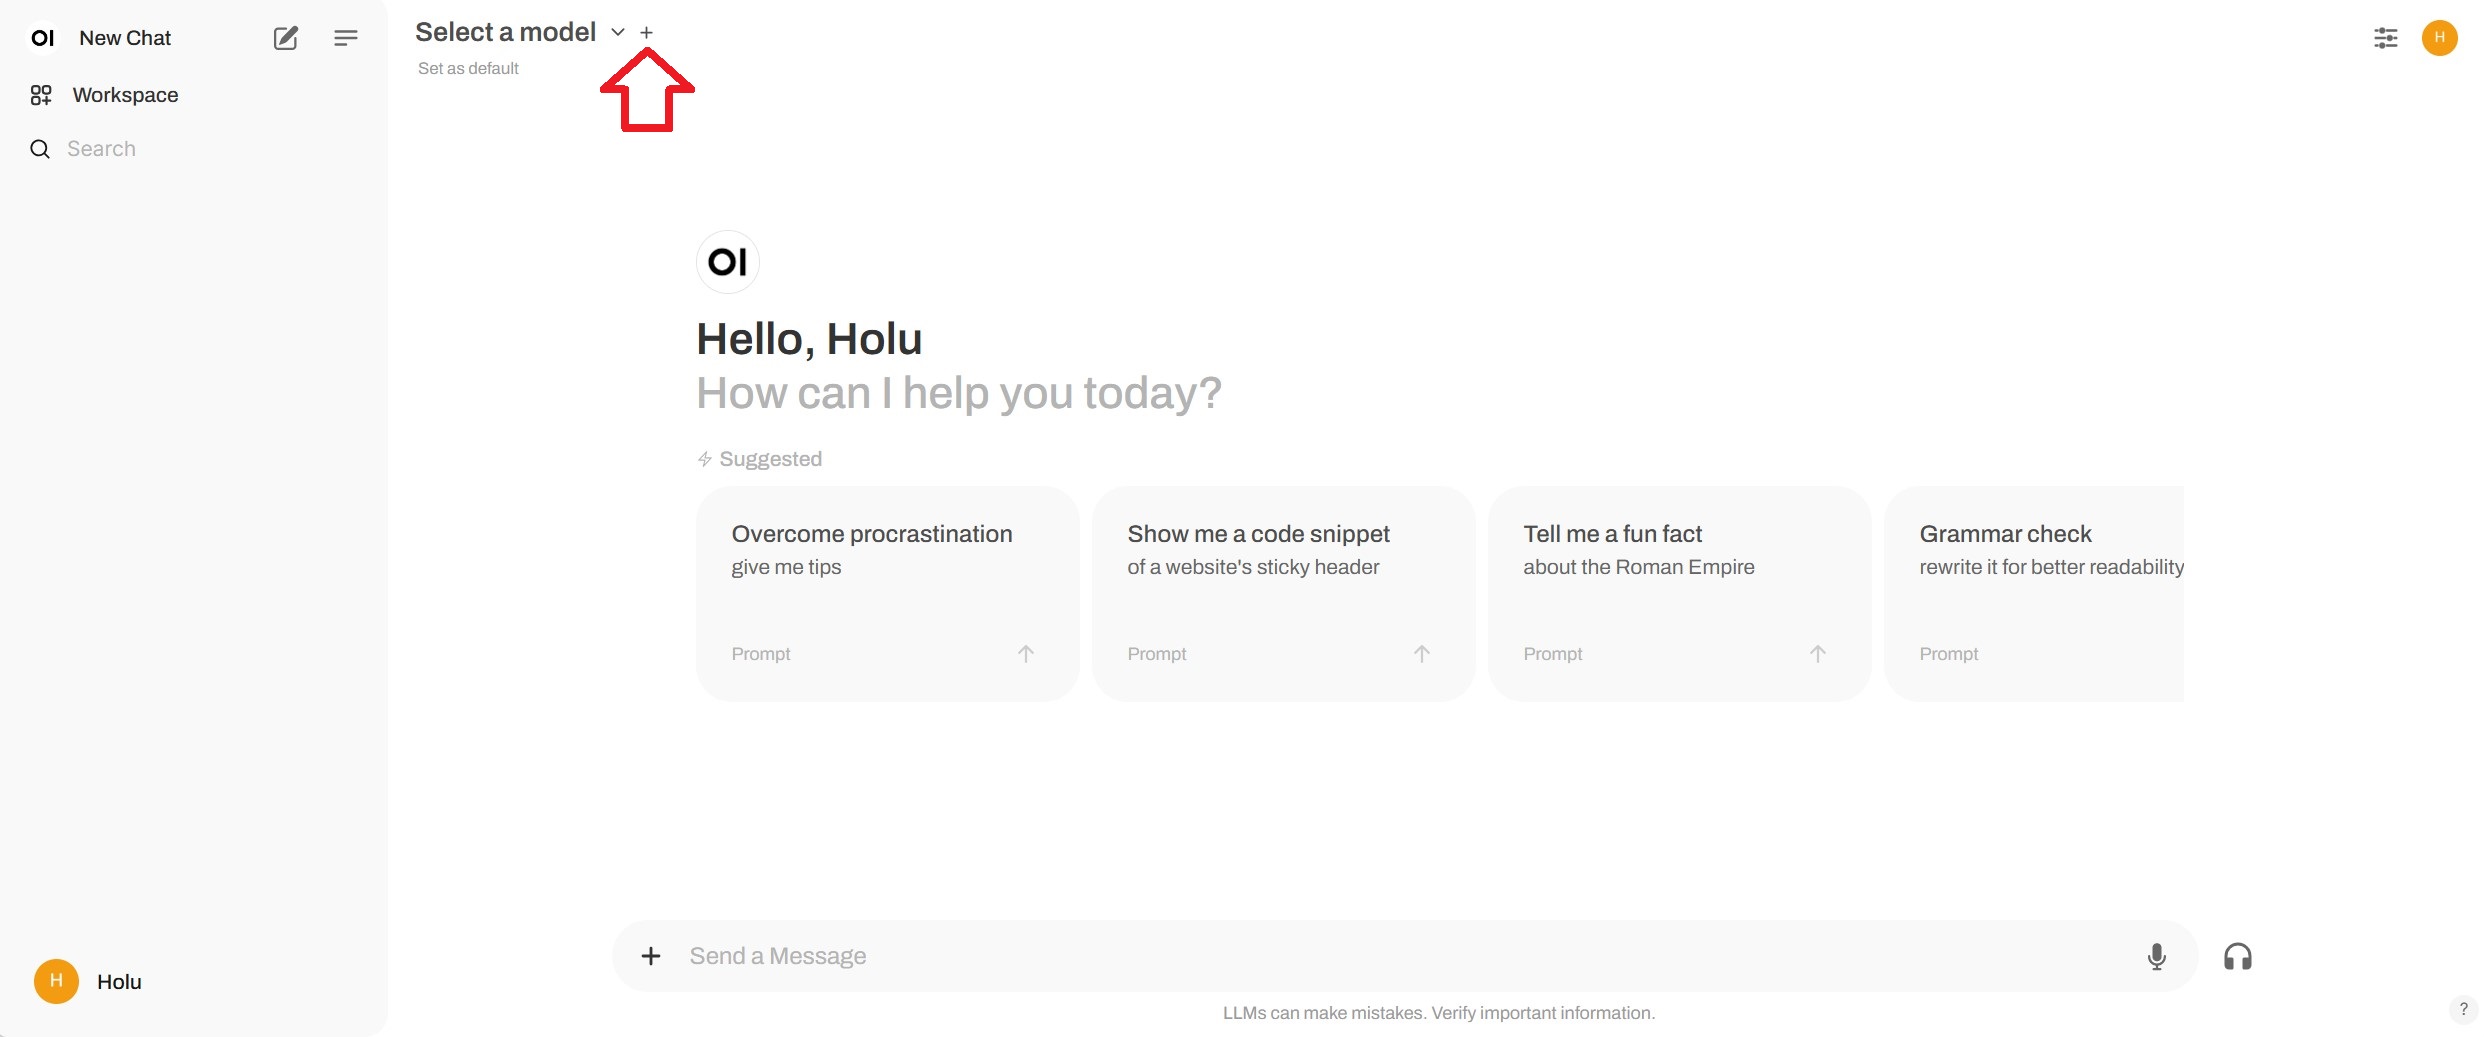 OI New Chat
Workspace
Search
H Holu
Select a model
Set as default
H
OI
Hello, Holu
How can I help you today?
Suggested
Overcome procrastination
give me tips
Prompt
Show me a code snippet
of a website's sticky header
Prompt
Tell me a fun fact
about the Roman Empire
Prompt
Grammar check
rewrite it for better readability
Prompt
Send a Message
LLMs can make mistakes. Verify important information.
?